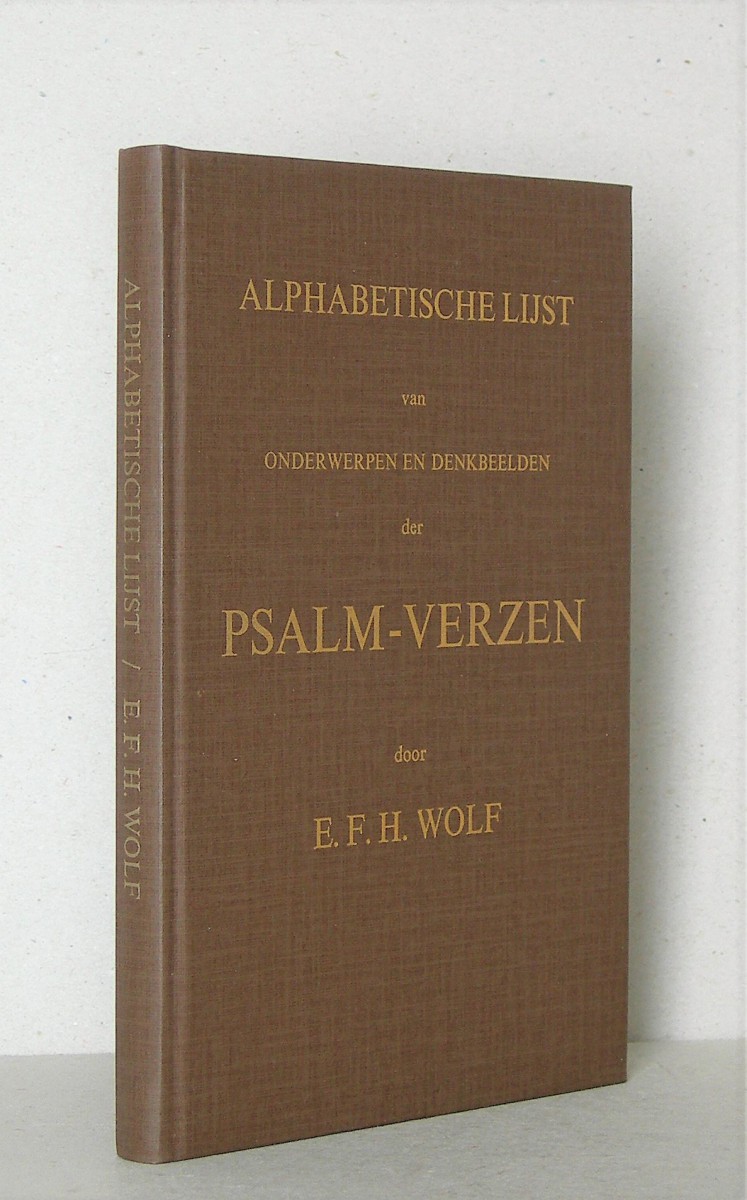 ALPHABETISCHE LIJST
van
ONDERWERPEN EN DENKBEELDEN
der
PSALM-VERZEN
door
E. F. H. WOLF
ALPHABETISCHE LIJST / E. F. H. WOLF